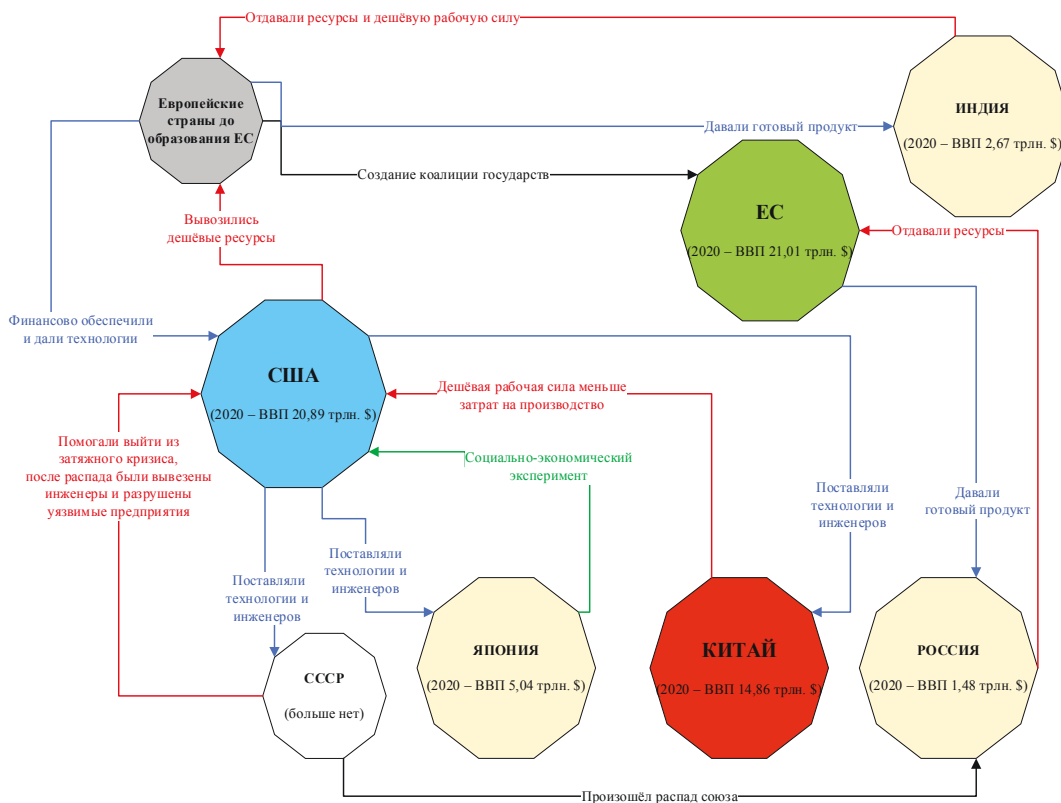 Отдавали ресурсы и дешёвую рабочую силу
Европейские
страны до
образования ЕС
ИНДИЯ
(2020 – ВВП 2,67 трлн. $)
Давали готовый продукт
Создание коалиции государств
ЕС
(2020 – ВВП 21,01 трлн. $)
Вывозились
дешёвые ресурсы
Отдавали ресурсы
Финансово обеспечили
и дали технологии
США
(2020 – ВВП 20,89 трлн. $)
Дешёвая рабочая сила меньше
затрат на производство
Помогали выйти из
затяжного кризиса,
после распада были вывезены
инженеры и разрушены
уязвимые предприятия
Социально-экономический
эксперимент
Поставляли
технологии и
инженеров
Давали
готовый продукт
Поставляли
технологии и
инженеров
Поставляли
технологии и
инженеров
ЯПОНИЯ
(2020 – ВВП 5,04 трлн. $)
КИТАЙ
(2020 – ВВП 14,86 трлн. $)
РОССИЯ
(2020 – ВВП 1,48 трлн. $)
СССР
(больше нет)
Произошёл распад союза